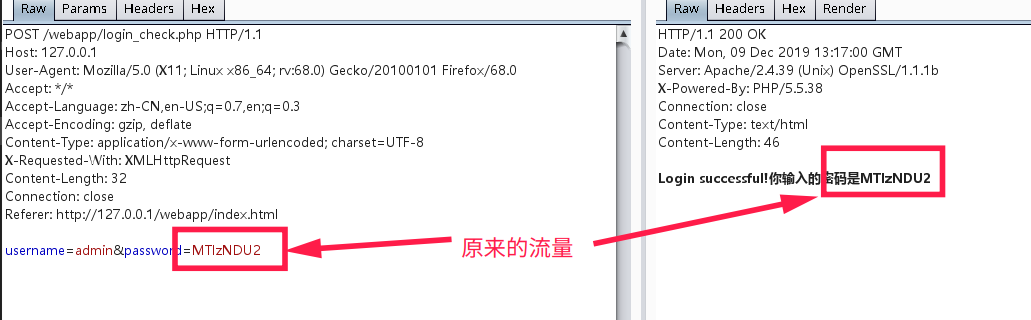 Raw Params Headers Hex
POST /webapp/login_check.php HTTP/1.1
Host: 127.0.0.1
User-Agent: Mozilla/5.0 (X11; Linux x86_64; rv:68.0) Gecko/20100101 Firefox/68.0
Accept: */*
Accept-Language: zh-CN,en-US;q=0.7,en;q=0.3
Accept-Encoding: gzip, deflate
Content-Type: application/x-www-form-urlencoded; charset=UTF-8
X-Requested-With: XMLHttpRequest
Content-Length: 32
Connection: close
Referer: http://127.0.0.1/webapp/index.html
username=admin&password=MTIzNDU2
原来的流量
Raw Headers Hex Render
HTTP/1.1 200 OK
Date: Mon, 09 Dec 2019 13:17:00 GMT
Server: Apache/2.4.39 (Unix) OpenSSL/1.1.1b
X-Powered-By: PHP/5.5.38
Connection: close
Content-Type: text/html
Content-Length: 46
Login successful!你输入的密码是MTIzNDU2